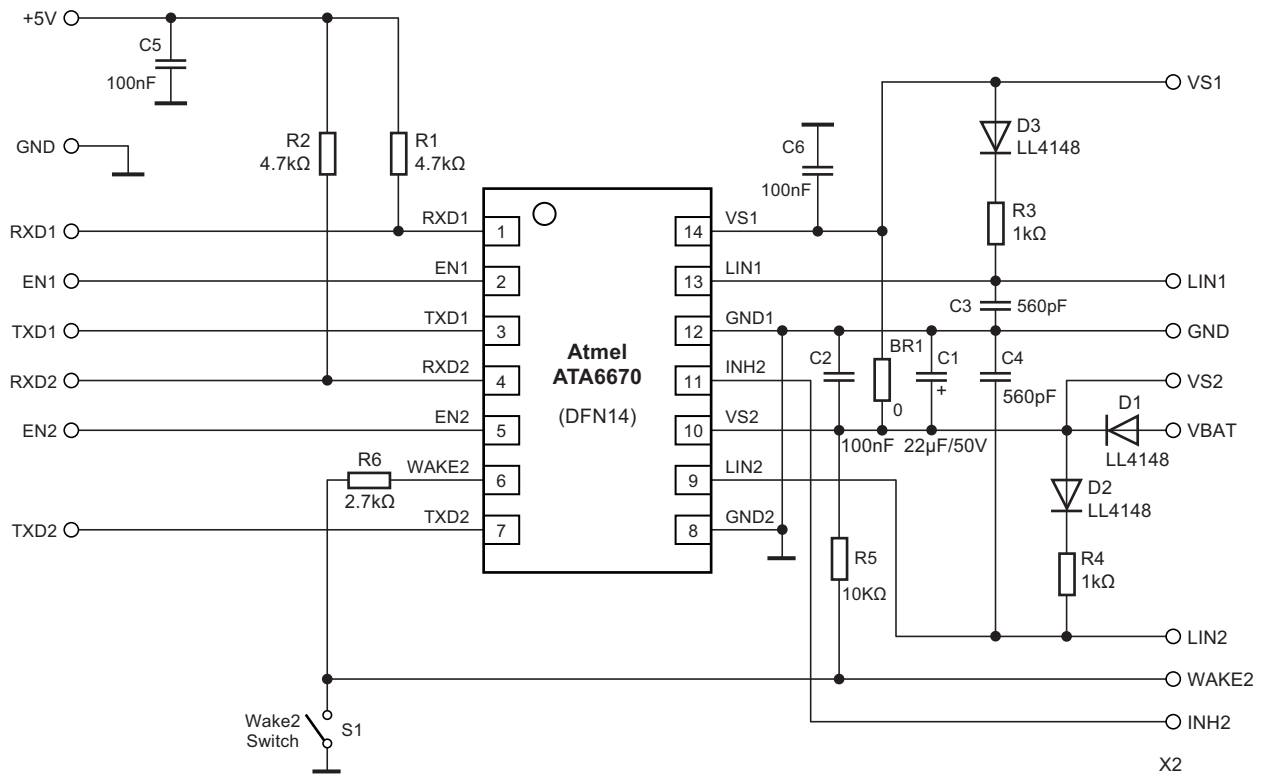 +5V
C5
100nF
GND
R2
4.7kΩ
R1
4.7kΩ
RXD1
EN1
TXD1
RXD2
EN2
TXD2
RXD1
EN1
TXD1
RXD2
EN2
WAKE2
TXD2
R6
2.7kΩ
1
2
3
4
5
6
7
Atmel
ATA6670
(DFN14)
14
13
12
11
10
9
8
VS1
LIN1
GND1
INH2
VS2
LIN2
GND2
C6
100nF
D3
LL4148
R3
1kΩ
C3
560pF
C2
100nF
BR1
0
C1
+
22µF/50V
C4
560pF
D1
LL4148
D2
LL4148
R5
10KΩ
R4
1kΩ
VS1
LIN1
GND
VS2
VBAT
LIN2
WAKE2
INH2
X2
Wake2
Switch
S1